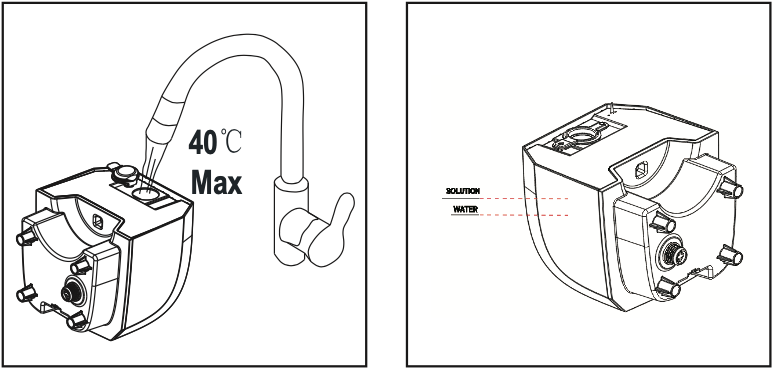 40℃
Max
SOLUTION
WATER